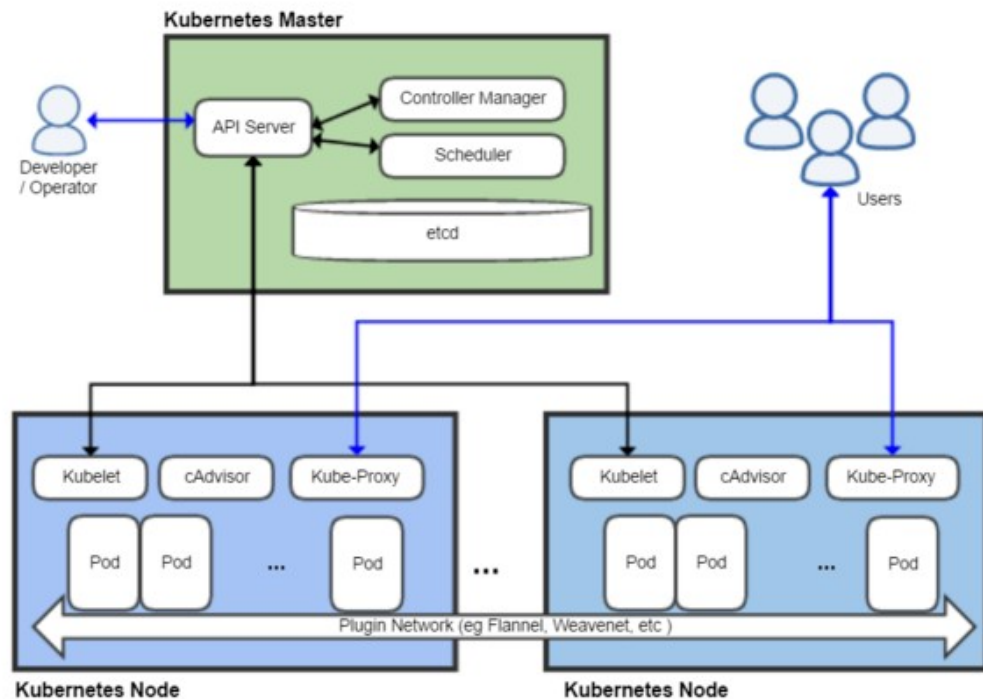 Kubernetes Master
API Server
Controller Manager
Scheduler
etcd
Developer
/ Operator
Users
Kubelet
cAdvisor
Kube-Proxy
Pod
Pod
...
Pod
...
Kubelet
cAdvisor
Kube-Proxy
Pod
Pod
...
Pod
Plugin Network (eg Flannel, Weavenet, etc )
Kubernetes Node
Kubernetes Node